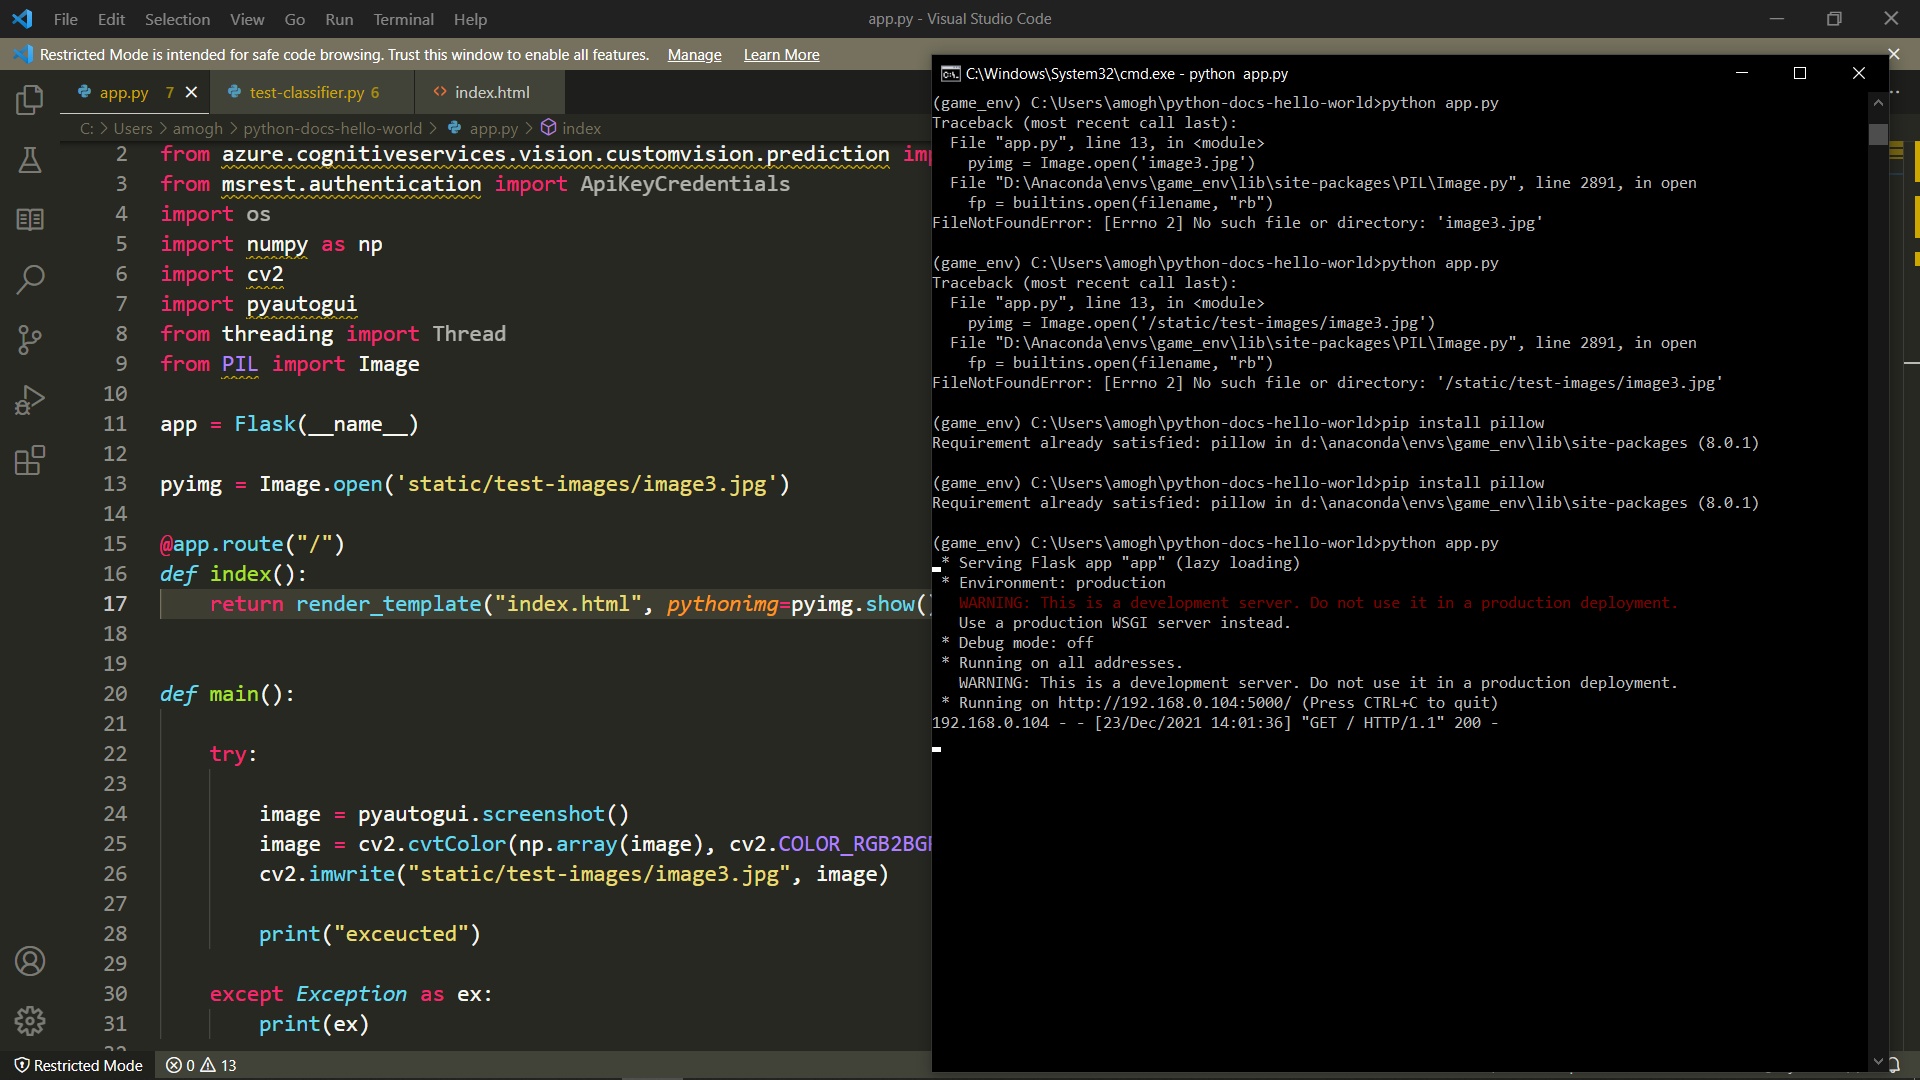 File Edit Selection View Go Run Terminal Help
app.py - Visual Studio Code
Restricted Mode is intended for safe code browsing. Trust this window to enable all features. Manage Learn More
app.py 7
test-classifier.py 6
index.html
C: > Users > amogh > python-docs-hello-world > app.py > index
2 from azure.cognitiveservices.vision.customvision.prediction imp
3 from msrest.authentication import ApiKeyCredentials
4 import os
5 import numpy as np
6 import cv2
7 import pyautogui
8 from threading import Thread
9 from PIL import Image
10
11 app = Flask(__name__)
12
13 pyimg = Image.open('static/test-images/image3.jpg')
14
15 @app.route("/")
16 def index():
17 return render_template("index.html", pythonimg=pyimg.show()
18
19
20 def main():
21
22 try:
23
24 image = pyautogui.screenshot()
25 image = cv2.cvtColor(np.array(image), cv2.COLOR_RGB2BGR
26 cv2.imwrite("static/test-images/image3.jpg", image)
27
28 print("exceucted")
29
30 except Exception as ex:
31 print(ex)
Restricted Mode 0 13
C:\Windows\System32\cmd.exe - python app.py
(game_env) C:\Users\amogh\python-docs-hello-world>python app.py
Traceback (most recent call last):
File "app.py", line 13, in <module>
pyimg = Image.open('image3.jpg')
File "D:\Anaconda\envs\game_env\lib\site-packages\PIL\Image.py", line 2891, in open
fp = builtins.open(filename, "rb")
FileNotFoundError: [Errno 2] No such file or directory: 'image3.jpg'
(game_env) C:\Users\amogh\python-docs-hello-world>python app.py
Traceback (most recent call last):
File "app.py", line 13, in <module>
pyimg = Image.open('/static/test-images/image3.jpg')
File "D:\Anaconda\envs\game_env\lib\site-packages\PIL\Image.py", line 2891, in open
fp = builtins.open(filename, "rb")
FileNotFoundError: [Errno 2] No such file or directory: '/static/test-images/image3.jpg'
(game_env) C:\Users\amogh\python-docs-hello-world>pip install pillow
Requirement already satisfied: pillow in d:\anaconda\envs\game_env\lib\site-packages (8.0.1)
(game_env) C:\Users\amogh\python-docs-hello-world>pip install pillow
Requirement already satisfied: pillow in d:\anaconda\envs\game_env\lib\site-packages (8.0.1)
(game_env) C:\Users\amogh\python-docs-hello-world>python app.py
* Serving Flask app "app" (lazy loading)
* Environment: production
WARNING: This is a development server. Do not use it in a production deployment.
Use a production WSGI server instead.
* Debug mode: off
* Running on all addresses.
WARNING: This is a development server. Do not use it in a production deployment.
* Running on http://192.168.0.104:5000/ (Press CTRL+C to quit)
192.168.0.104 - - [23/Dec/2021 14:01:36] "GET / HTTP/1.1" 200 -